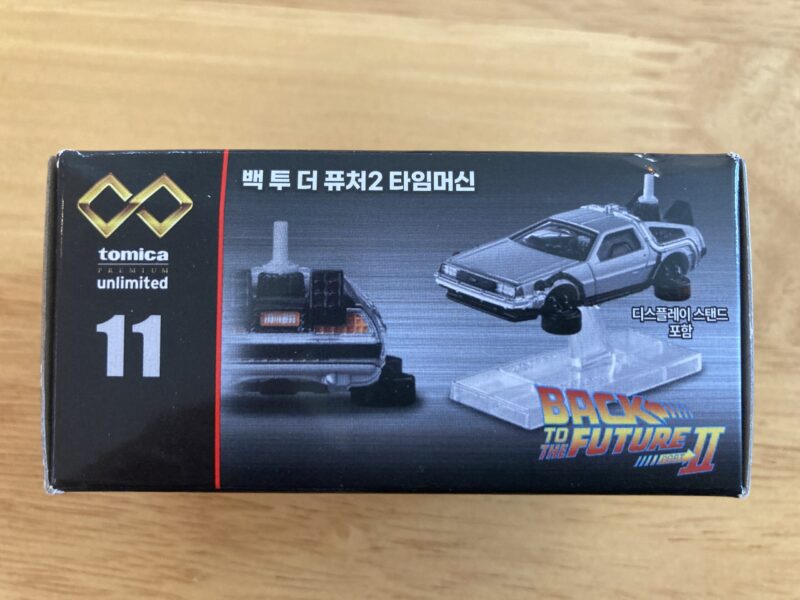 백 투 더 퓨처2 타임머신
tomica
PREMIUM
unlimited
11
디스플레이 스탠드
포함
BACK
TO
THE FUTURE
PART II